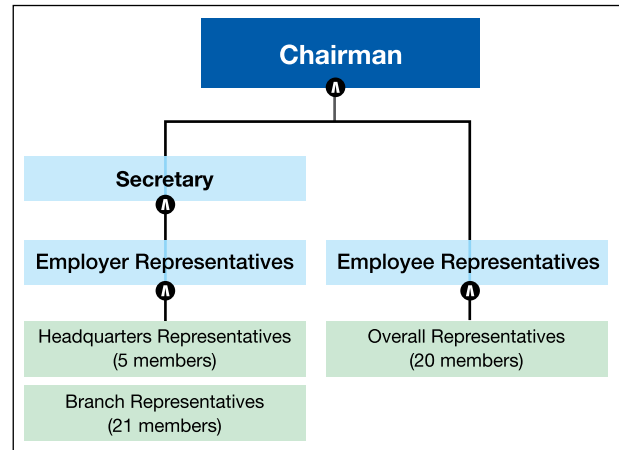 Chairman
Secretary
Employer Representatives
Employee Representatives
Headquarters Representatives
(5 members)
Overall Representatives
(20 members)
Branch Representatives
(21 members)